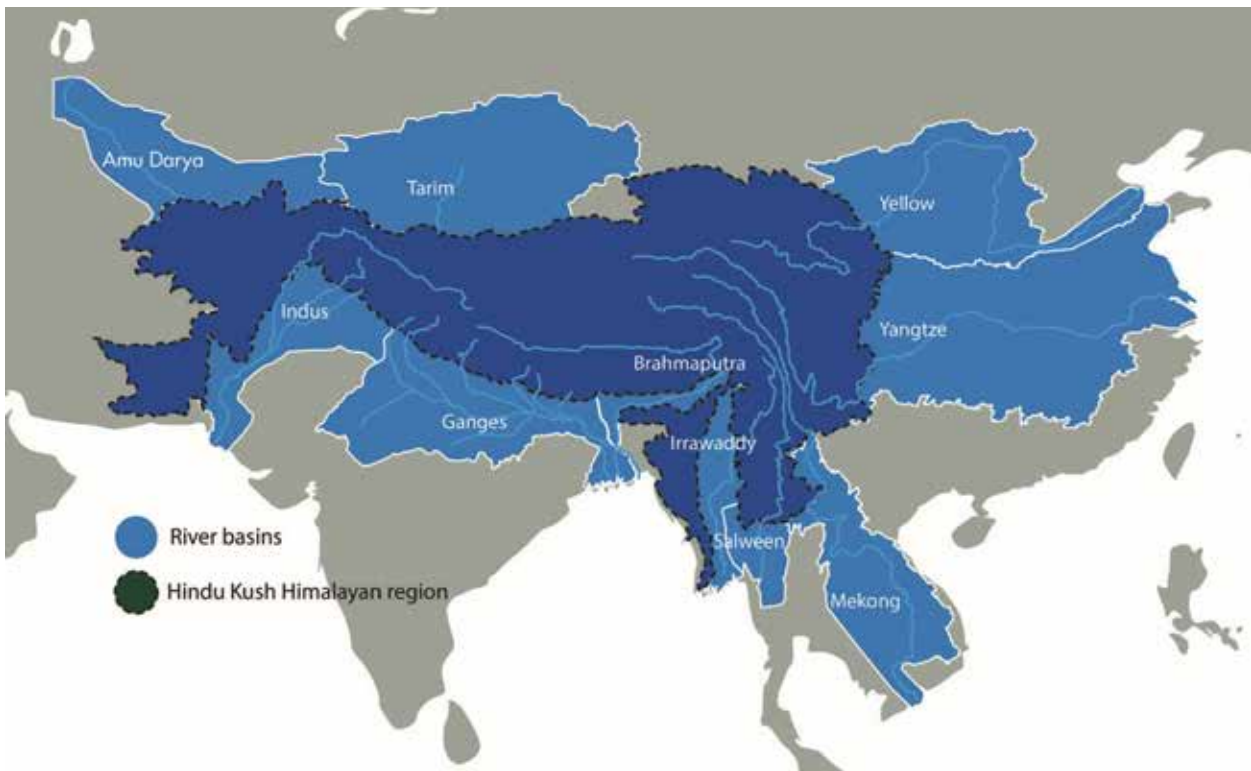 Amu Darya
Tarim
Yellow
Indus
Yangtze
Brahmaputra
Ganges
Irrawaddy
River basins
Salween
Hindu Kush Himalayan region
Mekong